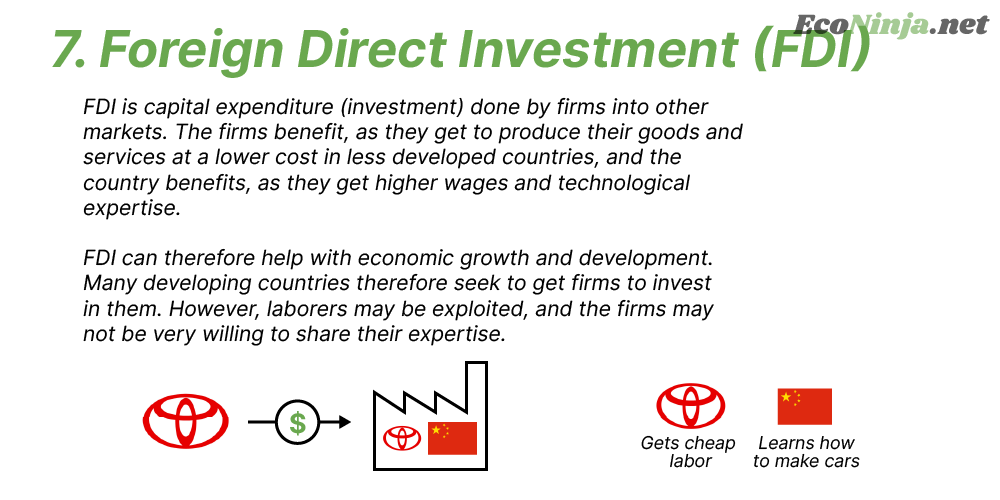 EcoNinja.net
7. Foreign Direct Investment (FDI)
FDI is capital expenditure (investment) done by firms into other
markets. The firms benefit, as they get to produce their goods and
services at a lower cost in less developed countries, and the
country benefits, as they get higher wages and technological
expertise.
FDI can therefore help with economic growth and development.
Many developing countries therefore seek to get firms to invest
in them. However, laborers may be exploited, and the firms may
not be very willing to share their expertise.
$
Gets cheap
labor
Learns how
to make cars